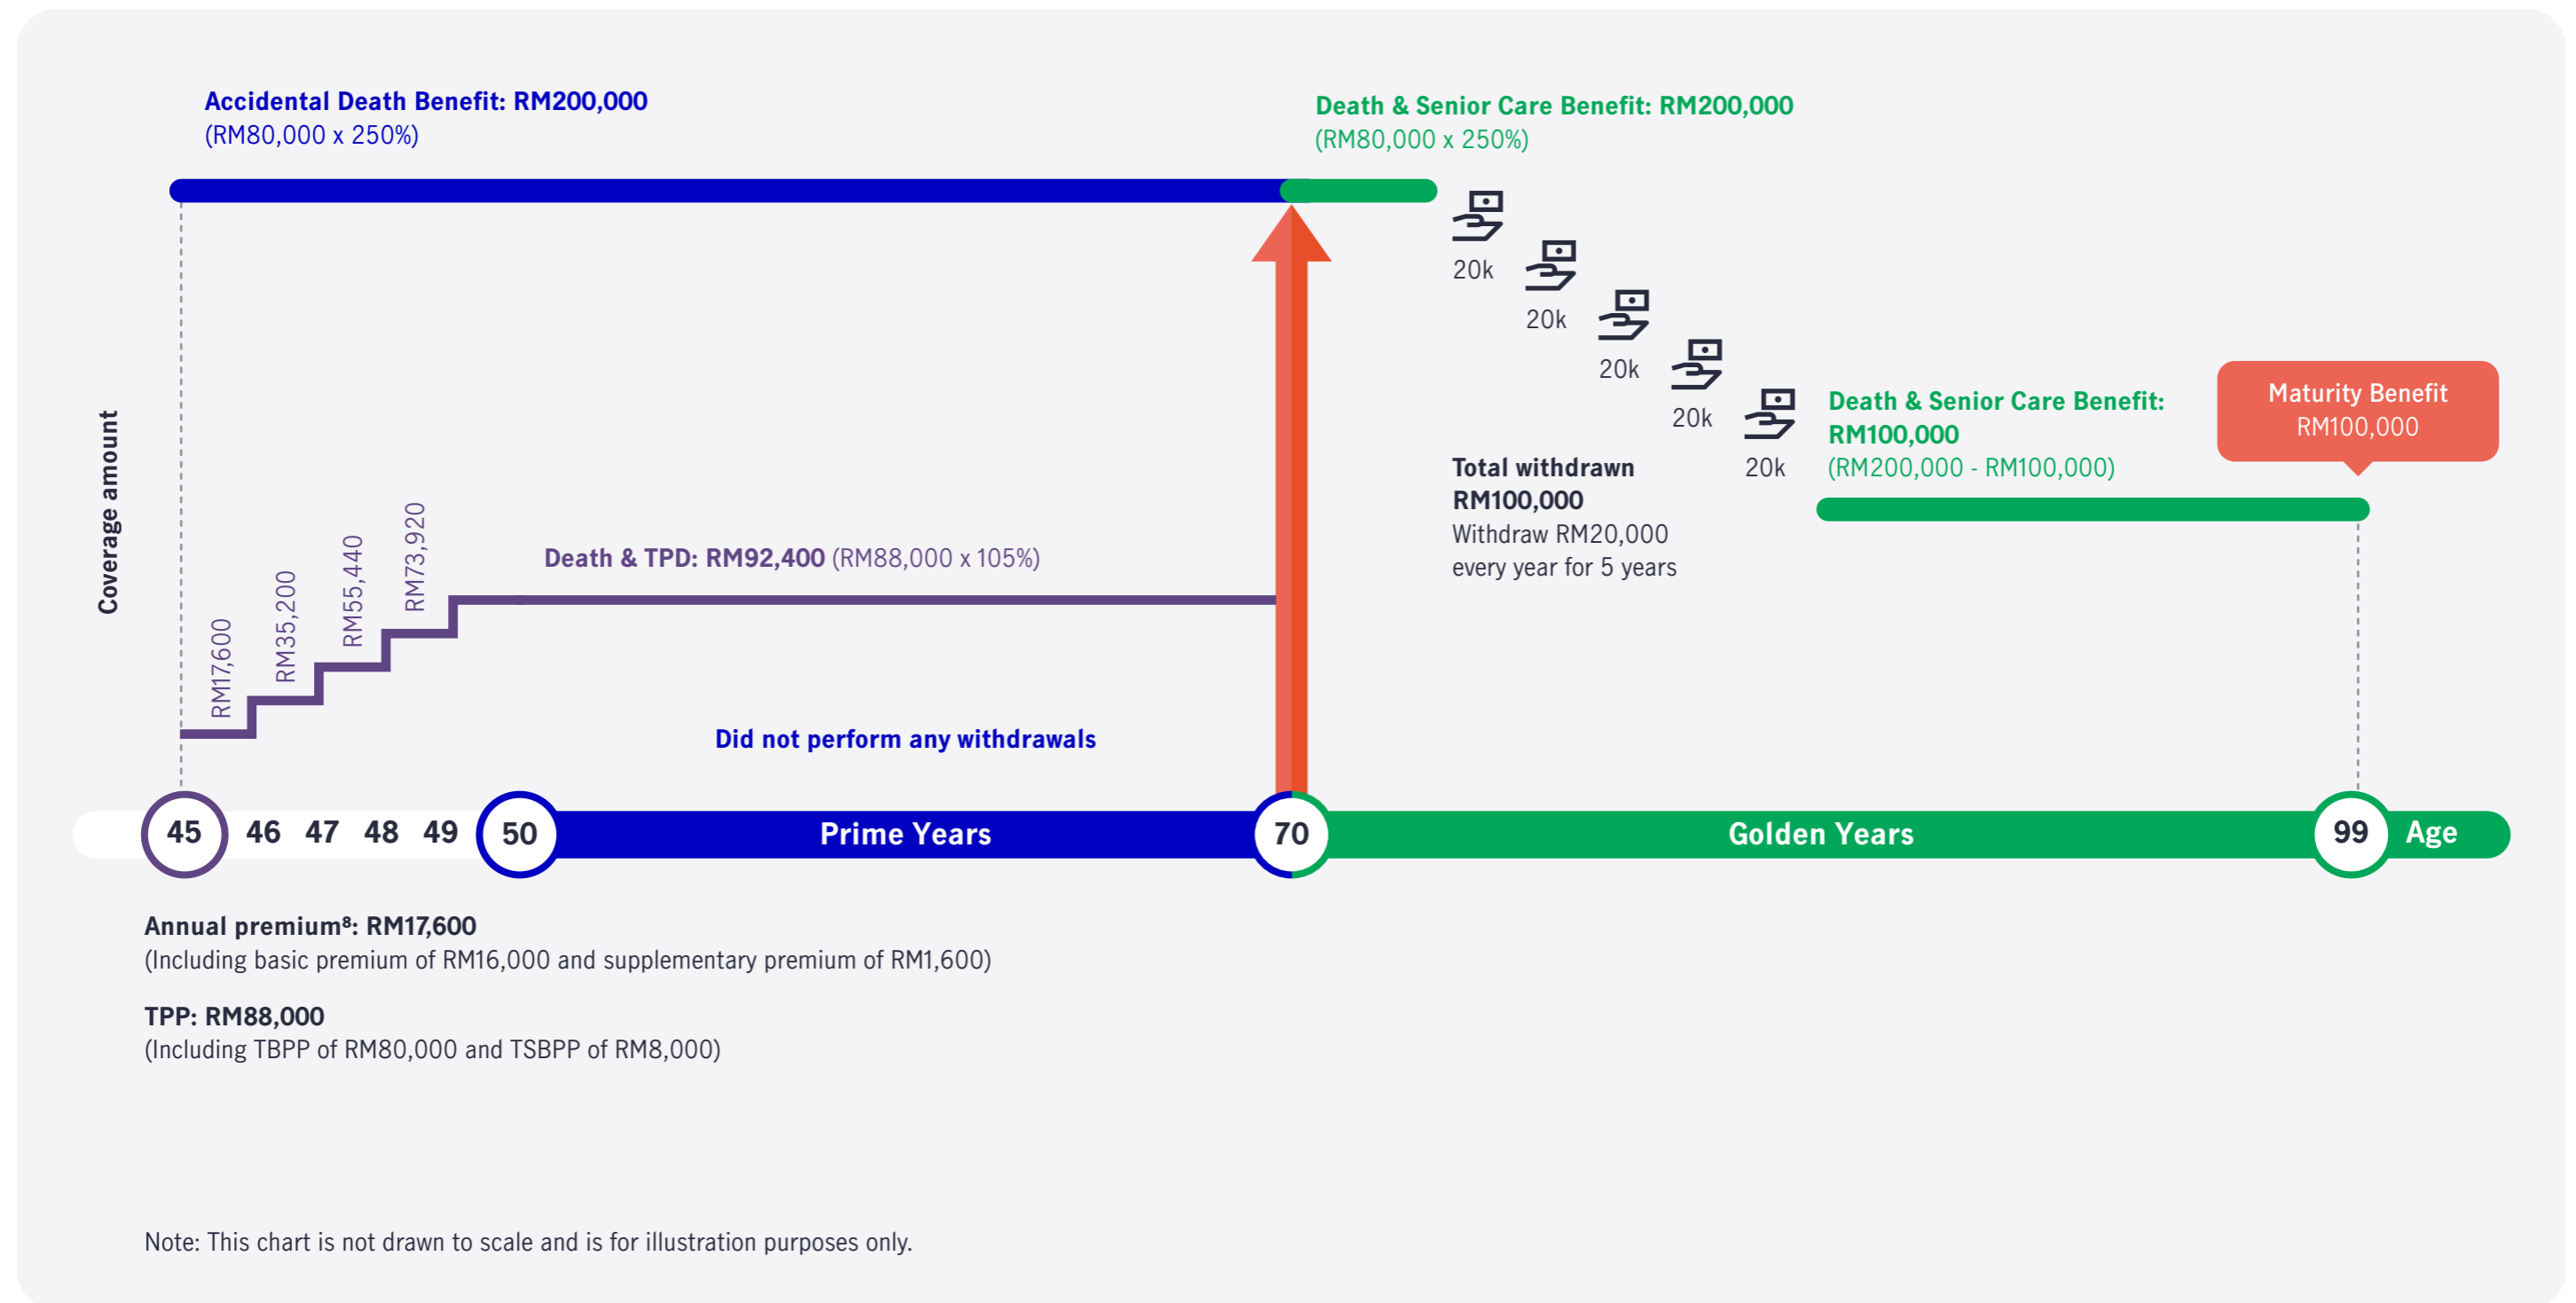 Accidental Death Benefit: RM200,000
(RM80,000 x 250%)
Death & Senior Care Benefit: RM200,000
(RM80,000 x 250%)
20k
20k
20k
20k
20k
Total withdrawn
RM100,000
Withdraw RM20,000
every year for 5 years
Death & Senior Care Benefit:
RM100,000
(RM200,000 - RM100,000)
Maturity Benefit
RM100,000
Coverage amount
RM17,600
RM35,200
RM55,440
RM73,920
Death & TPD: RM92,400 (RM88,000 x 105%)
Did not perform any withdrawals
45 46 47 48 49 50 Prime Years 70 Golden Years 99 Age
Annual premium⁸: RM17,600
(Including basic premium of RM16,000 and supplementary premium of RM1,600)
TPP: RM88,000
(Including TBPP of RM80,000 and TSBPP of RM8,000)
Note: This chart is not drawn to scale and is for illustration purposes only.